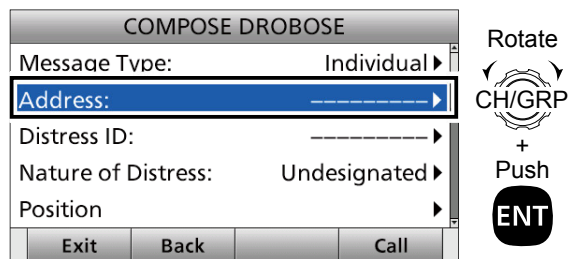 COMPOSE DROBOSE
Message Type: Individual
Address: ---------
Distress ID: ---------
Nature of Distress: Undesignated
Position
Exit Back Call
Rotate
CH/GRP
+
Push
ENT